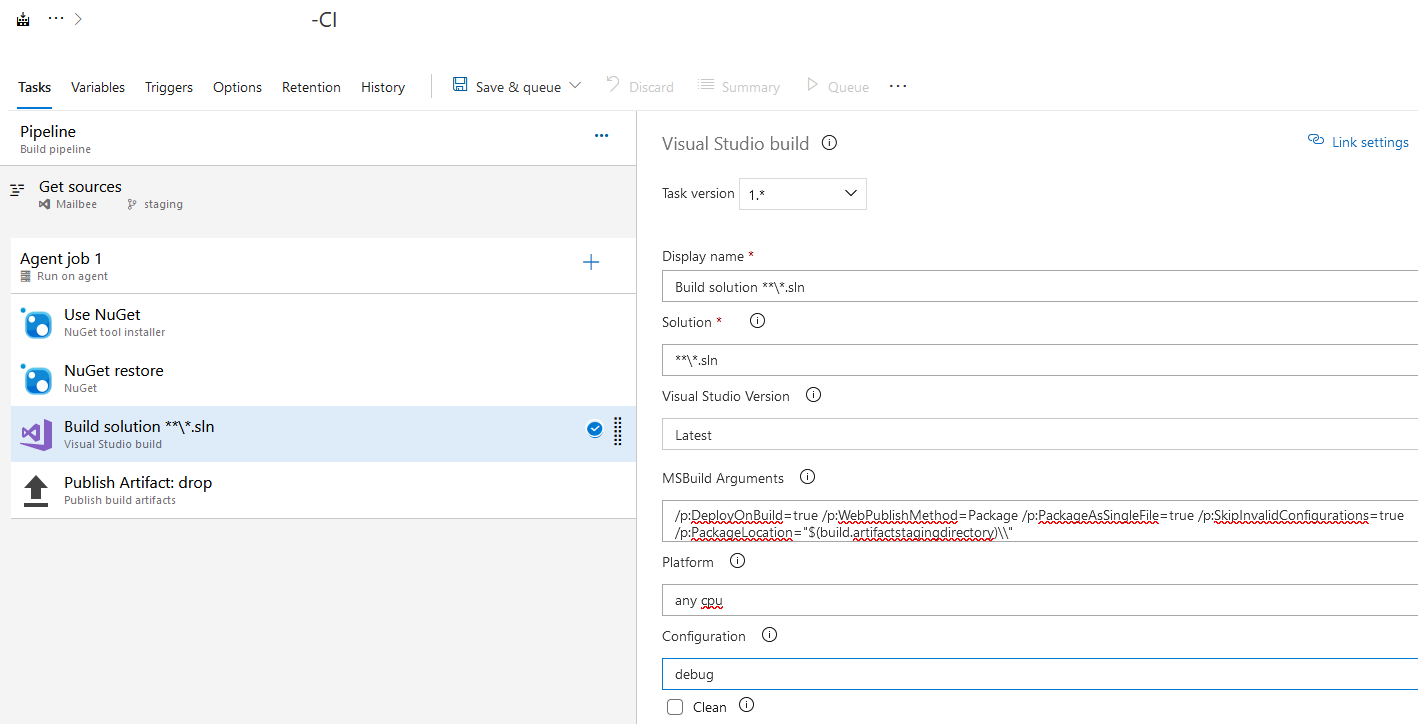 ··· > -CI
Tasks Variables Triggers Options Retention History Save & queue Discard Summary Queue ···
Pipeline ···
Build pipeline
Get sources
Mailbee staging
Agent job 1 +
Run on agent
Use NuGet
NuGet tool installer
NuGet restore
NuGet
Build solution **\*.sln
Visual Studio build
Publish Artifact: drop
Publish build artifacts
Visual Studio build Link settings
Task version 1.*
Display name *
Build solution **\*.sln
Solution *
**\*.sln
Visual Studio Version
Latest
MSBuild Arguments
/p:DeployOnBuild=true /p:WebPublishMethod=Package /p:PackageAsSingleFile=true /p:SkipInvalidConfigurations=true
/p:PackageLocation="$(build.artifactstagingdirectory)\\"
Platform
any cpu
Configuration
debug
Clean